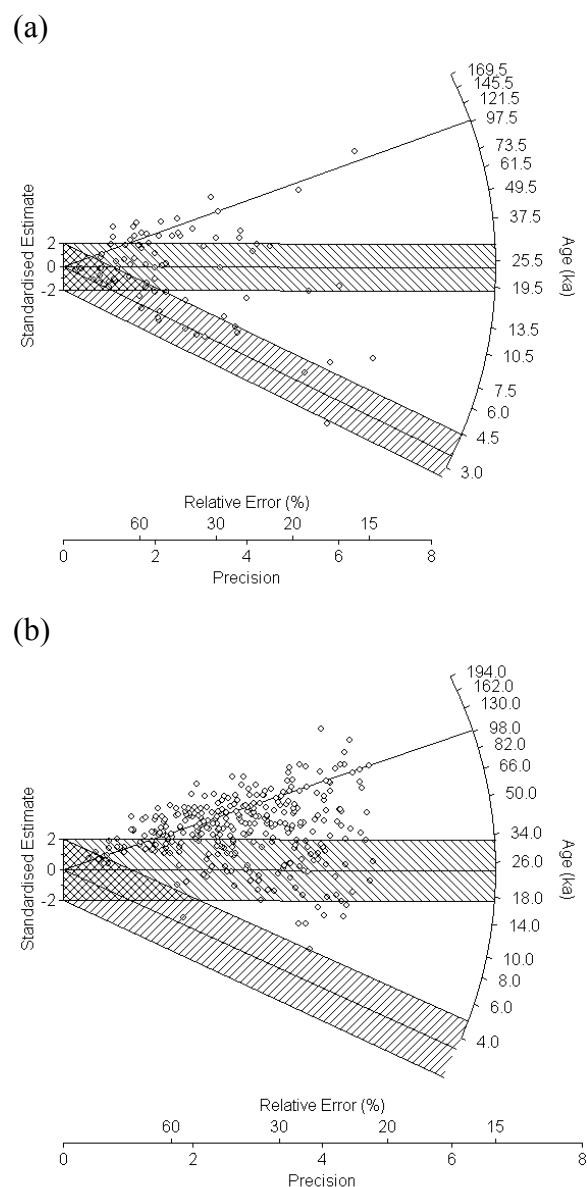 (a)
169.5
145.5
121.5
97.5
73.5
61.5
49.5
37.5
25.5
19.5
13.5
10.5
7.5
6.0
4.5
3.0
Age (ka)
Standardised Estimate
2
0
-2
Relative Error (%)
60 30 20 15
0 2 4 6 8
Precision
(b)
194.0
162.0
130.0
98.0
82.0
66.0
50.0
34.0
26.0
18.0
14.0
10.0
8.0
6.0
4.0
Age (ka)
Standardised Estimate
2
0
-2
Relative Error (%)
60 30 20 15
0 2 4 6 8
Precision